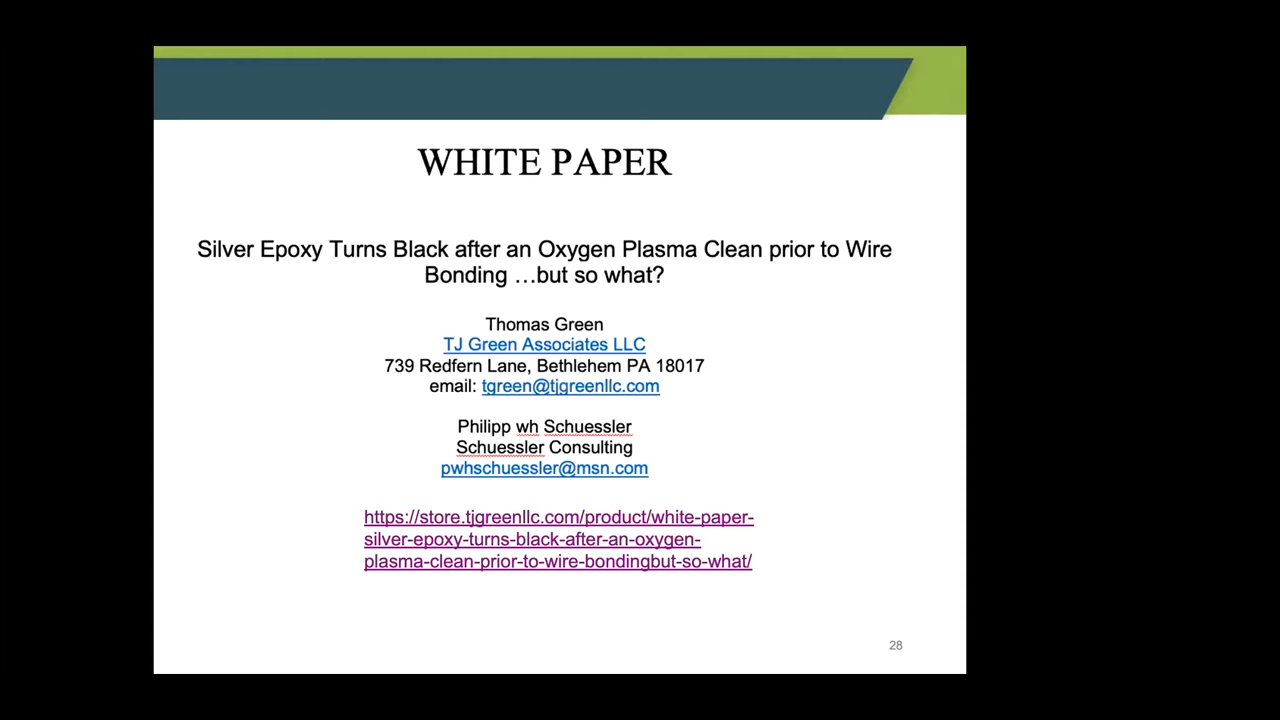 WHITE PAPER
Silver Epoxy Turns Black after an Oxygen Plasma Clean prior to Wire
Bonding …but so what?
Thomas Green
TJ Green Associates LLC
739 Redfern Lane, Bethlehem PA 18017
email: tgreen@tjgreenllc.com
Philipp wh Schuessler
Schuessler Consulting
pwhschuessler@msn.com
https://store.tjgreenllc.com/product/white-paper-
silver-epoxy-turns-black-after-an-oxygen-
plasma-clean-prior-to-wire-bondingbut-so-what/
28